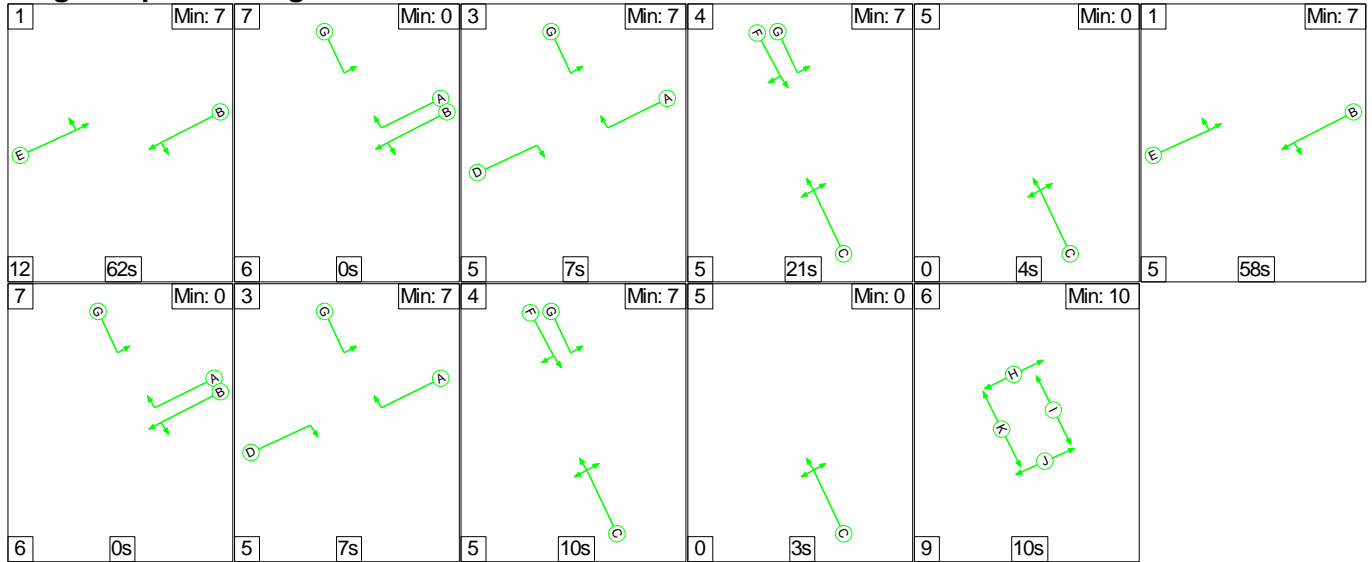 1 Min: 7 E B 12 62s
7 Min: 0 G A B 6 0s
3 Min: 7 G A D 5 7s
4 Min: 7 F G C 5 21s
5 Min: 0 C 0 4s
1 Min: 7 E B 5 58s
7 Min: 0 G A B 6 0s
3 Min: 7 G A D 5 7s
4 Min: 7 F G C 5 10s
5 Min: 0 C 0 3s
6 Min: 10 H I K J 9 10s